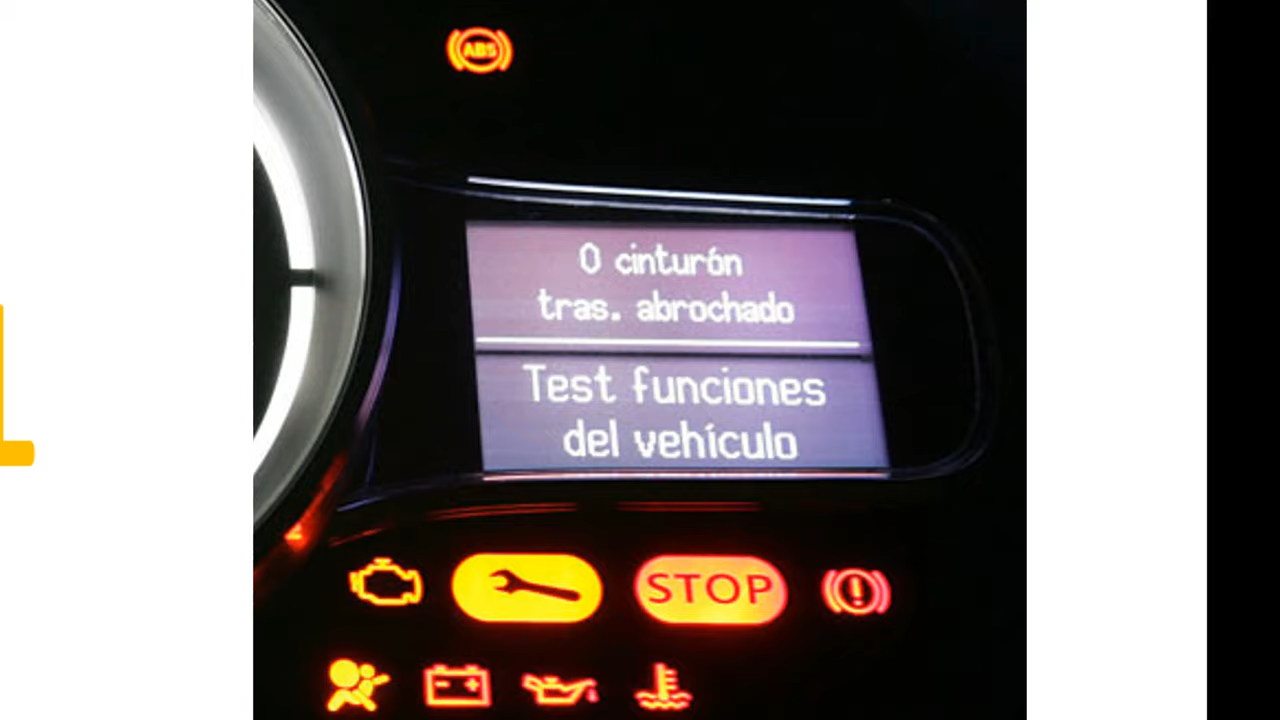 ABS
0 cinturón
tras. abrochado
Test funciones
del vehículo
STOP